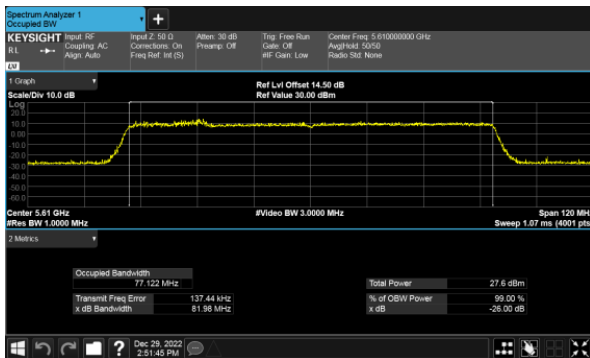 Spectrum Analyzer 1
Occupied BW
KEYSIGHT
R L
Input: RF
Coupling: AC
Align: Auto
Input Z: 50 Ω
Corrections: On
Freq Ref: Int (S)
Atten: 30 dB
Preamp: Off
Trig: Free Run
Gate: Off
#IF Gain: Low
Center Freq: 5.610000000 GHz
Avg|Hold: 50/50
Radio Std: None
1 Graph
Scale/Div 10.0 dB
Ref Lvl Offset 14.50 dB
Ref Value 30.00 dBm
Log
20.0
10.0
0.00
-10.0
-20.0
-30.0
-40.0
-50.0
-60.0
Center 5.61 GHz
#Res BW 1.0000 MHz
#Video BW 3.0000 MHz
Span 120 MH
Sweep 1.07 ms (4001 pts
2 Metrics
Occupied Bandwidth
77.122 MHz
Total Power 27.6 dBm
Transmit Freq Error 137.44 kHz
% of OBW Power 99.00 %
x dB Bandwidth 81.98 MHz
x dB -26.00 dB
?
Dec 29, 2022
2:51:45 PM